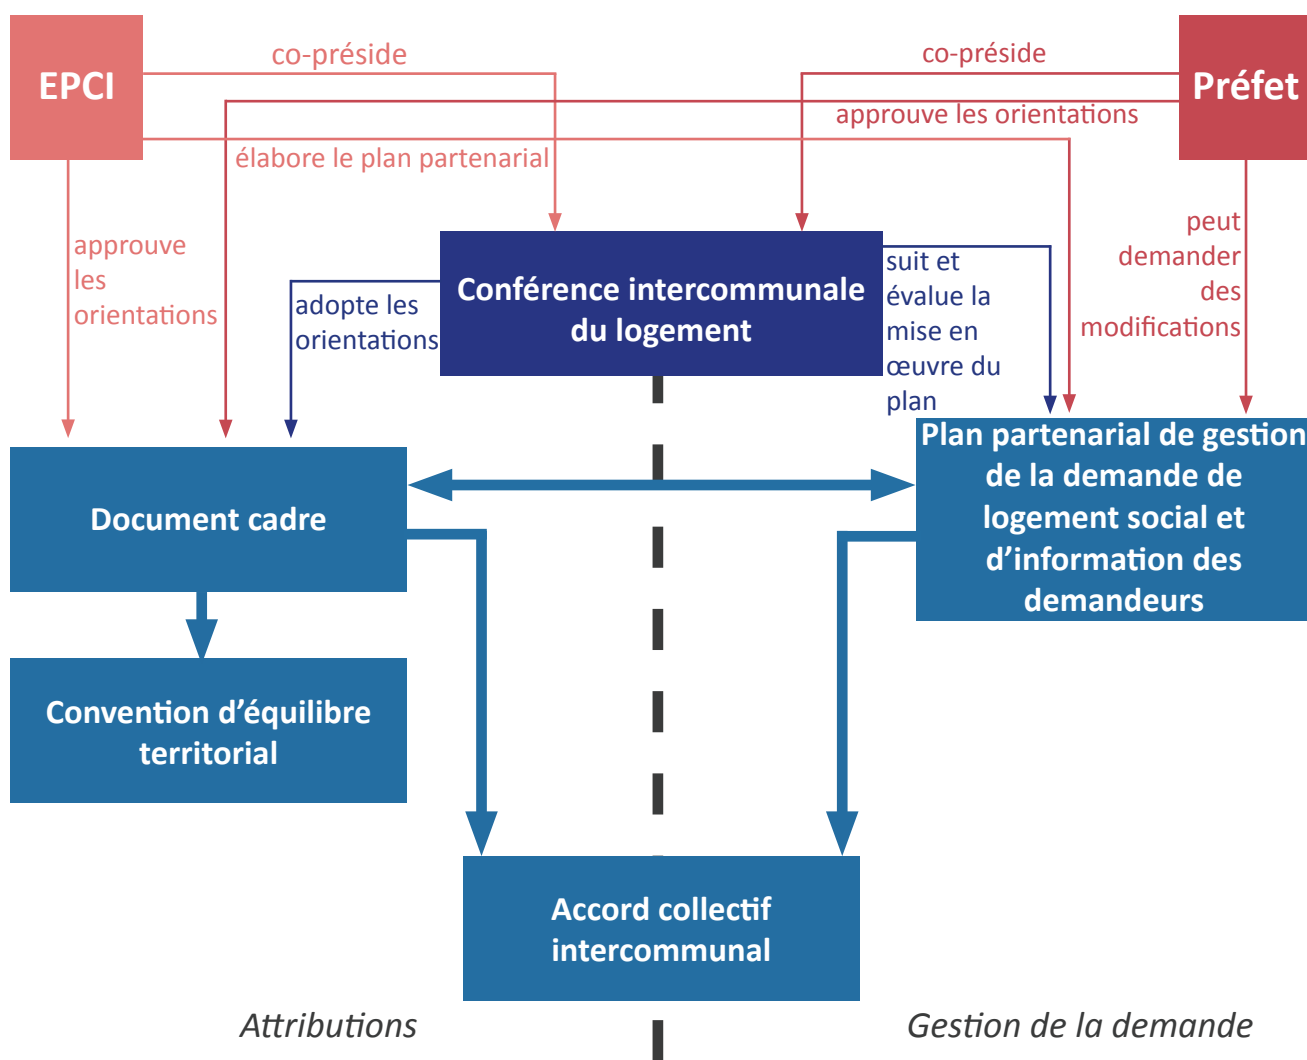 EPCI
co-préside
co-préside
Préfet
approuve les orientations
élabore le plan partenarial
approuve
les
orientations
adopte les
orientations
Conférence intercommunale
du logement
suit et
évalue la
mise en
œuvre du
plan
peut
demander
des
modifications
Document cadre
Plan partenarial de gestion
de la demande de
logement social et
d’information des
demandeurs
Convention d’équilibre
territorial
Accord collectif
intercommunal
Attributions
Gestion de la demande